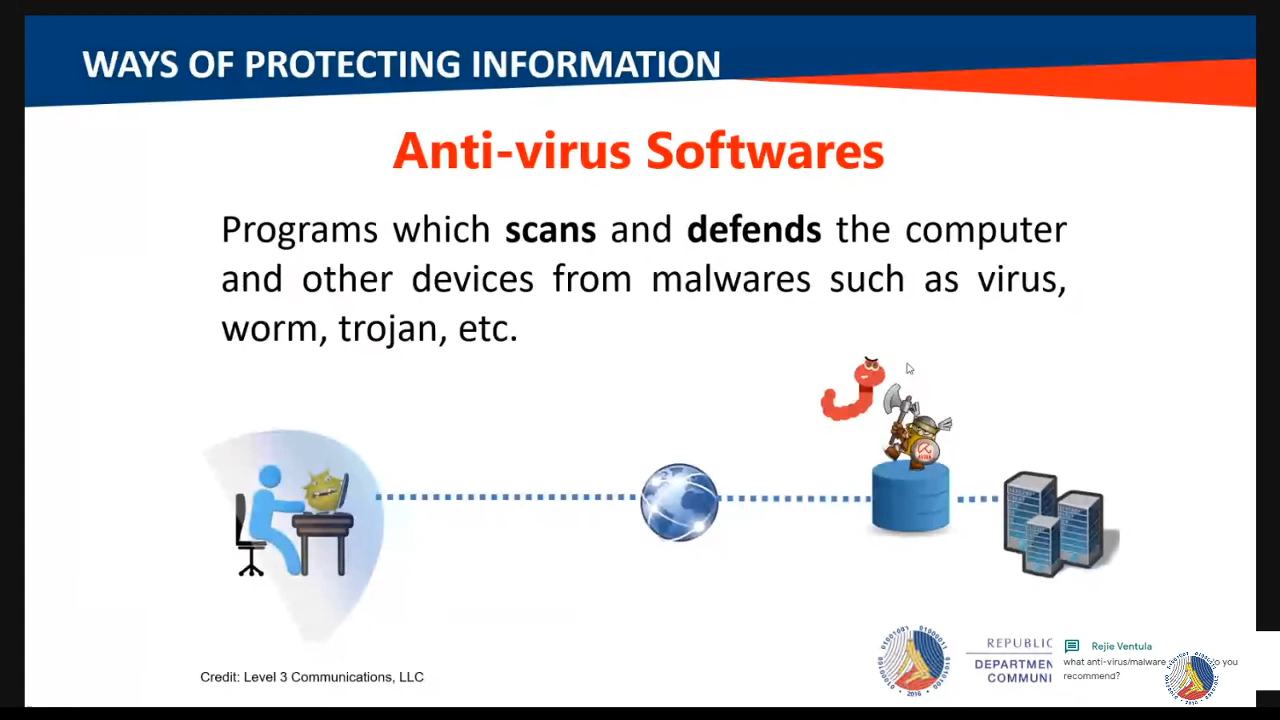 WAYS OF PROTECTING INFORMATION
Anti-virus Softwares
Programs which scans and defends the computer
and other devices from malwares such as virus,
worm, trojan, etc.
Credit: Level 3 Communications, LLC
REPUBLIC
DEPARTMEN
COMMUNI
2016
Rejie Ventula
what anti-virus/malware you
recommend?